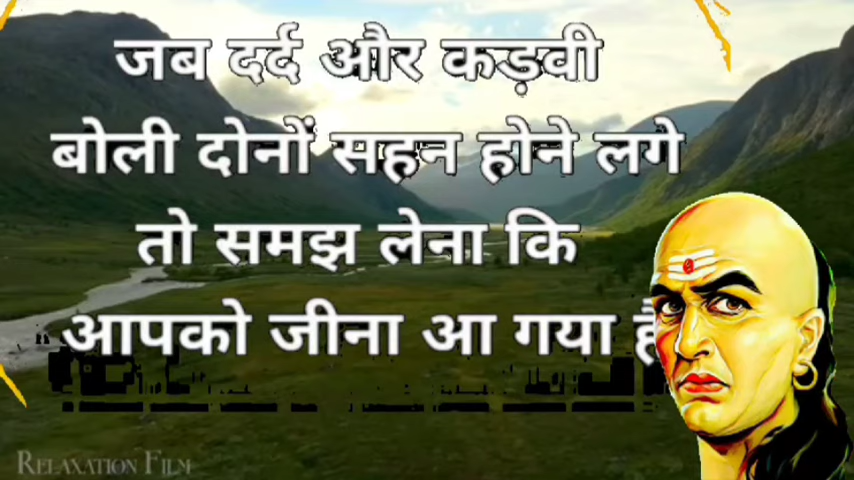 जब दर्द और कड़वी
बोली दोनों सहन होने लगे
तो समझ लेना कि
आपको जीना आ गया है
RELAXATION FILM